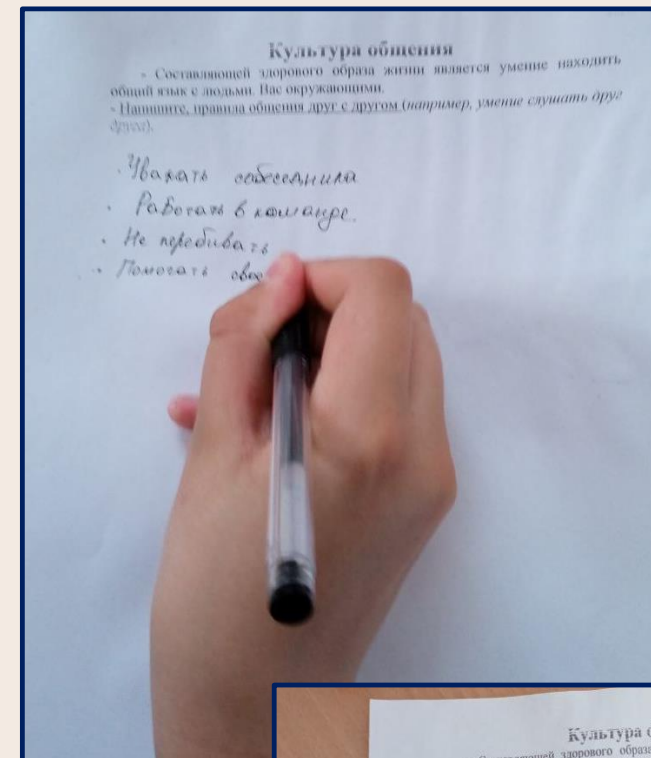 Культура общения
- Составляющей здорового образа жизни является умение находить
общий язык с людьми, Вас окружающими.
- Напишите, правила общения друг с другом (например, умение слушать друг
друга).
· Уважать собеседника
· Работать в команде.
· Не перебивать
· Помогать свое
Культура о
здорового образа